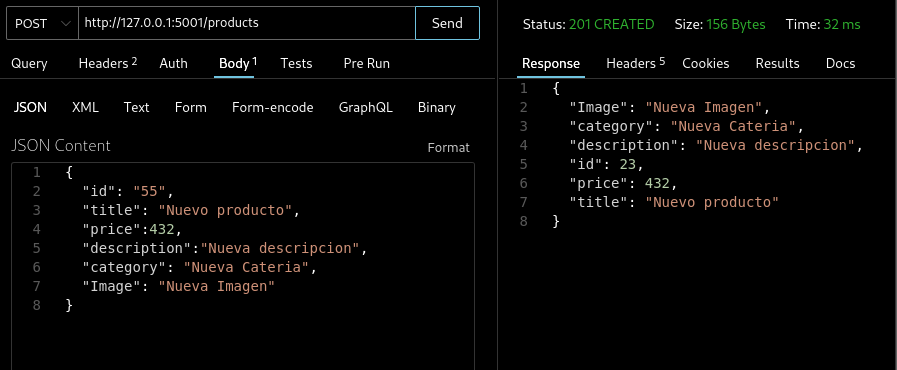 POST http://127.0.0.1:5001/products Send
Query Headers 2 Auth Body 1 Tests Pre Run
JSON XML Text Form Form-encode GraphQL Binary
JSON Content Format
1 {
2 "id": "55",
3 "title": "Nuevo producto",
4 "price":432,
5 "description":"Nueva descripcion",
6 "category": "Nueva Cateria",
7 "Image": "Nueva Imagen"
8 }
Status: 201 CREATED Size: 156 Bytes Time: 32 ms
Response Headers 5 Cookies Results Docs
1 {
2 "Image": "Nueva Imagen",
3 "category": "Nueva Cateria",
4 "description": "Nueva descripcion",
5 "id": 23,
6 "price": 432,
7 "title": "Nuevo producto"
8 }